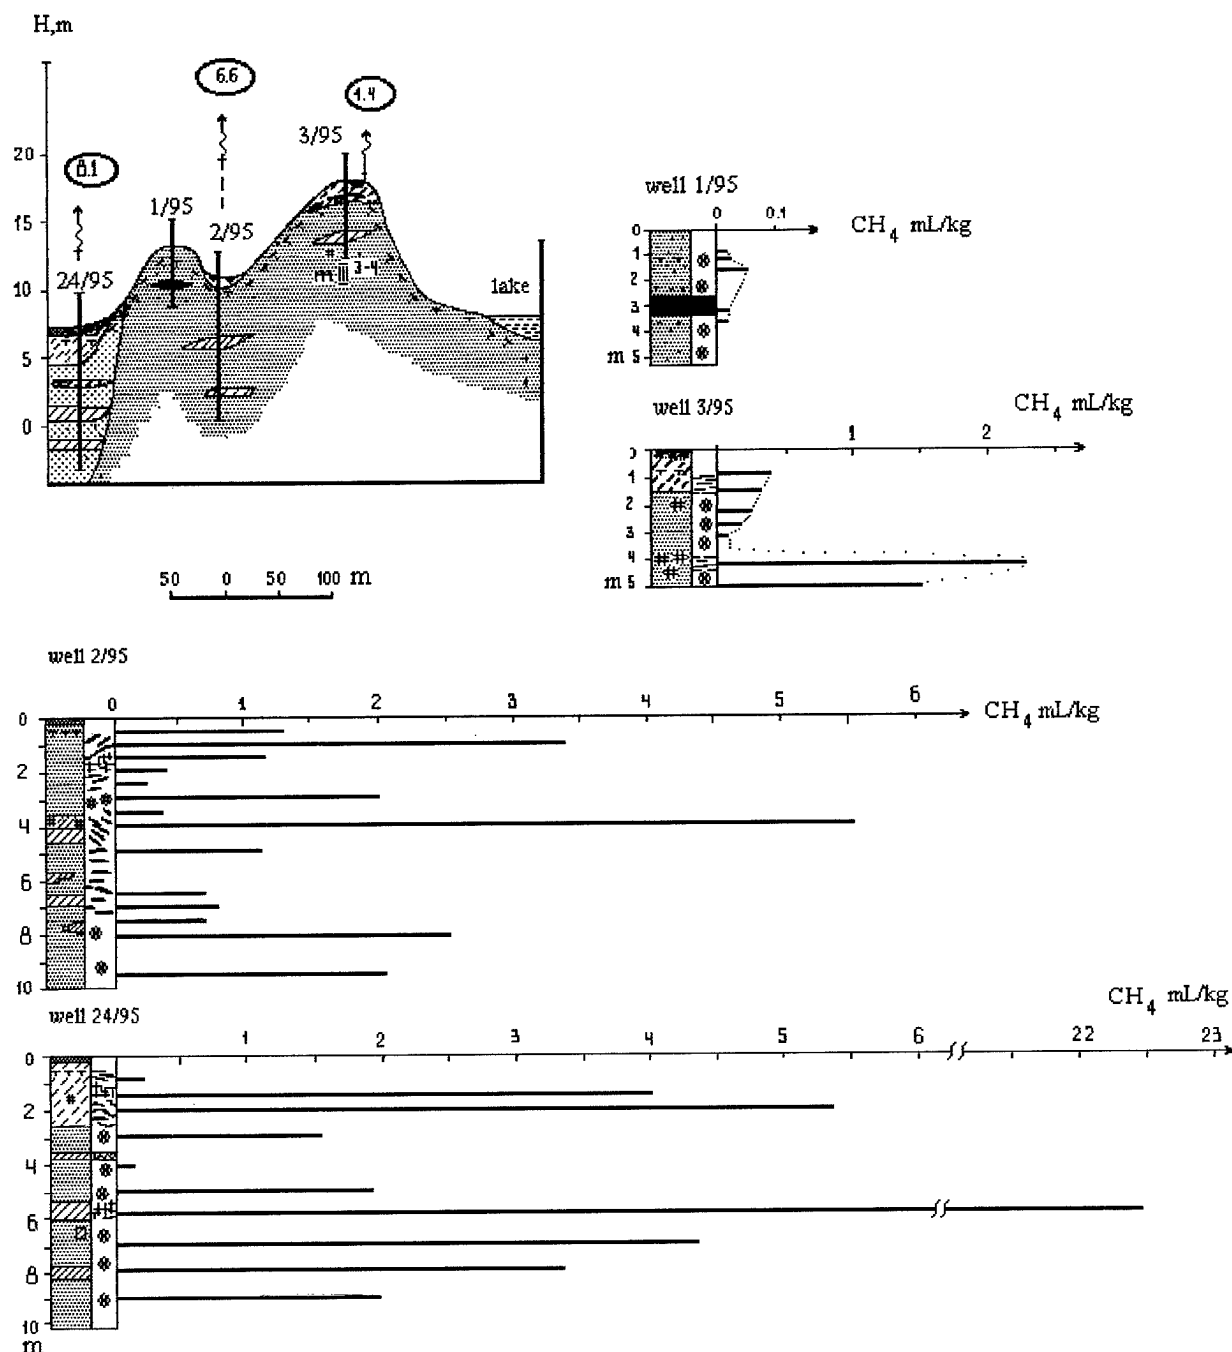 H,m
6.6
1.4
8.1
3/95
1/95
2/95
24/95
20
15
10
5
0
m III 3-4
lake
50 0 50 100 m
well 1/95
0 0.1
CH4 mL/kg
0
1
2
3
4
m 5
well 3/95
CH4 mL/kg
1 2
0
1
2
3
4
m 5
well 2/95
0 1 2 3 4 5 6
CH4 mL/kg
0
2
4
6
8
10
well 24/95
CH4 mL/kg
1 2 3 4 5 6 22 23
0
2
4
6
8
10
m